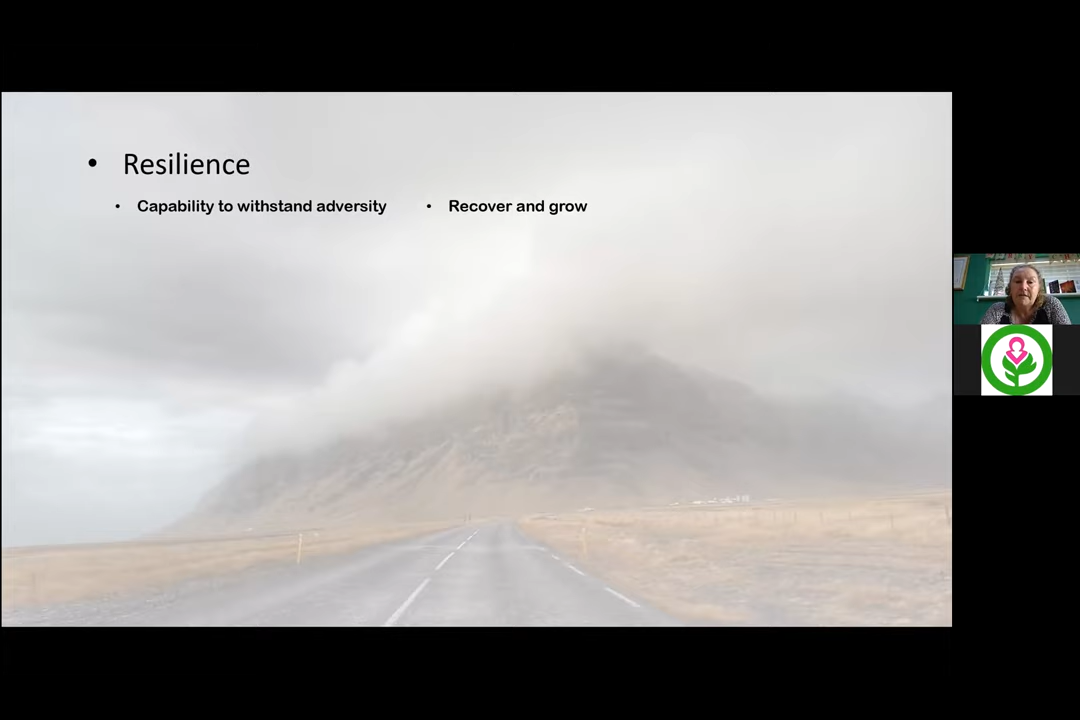 • Resilience
• Capability to withstand adversity • Recover and grow